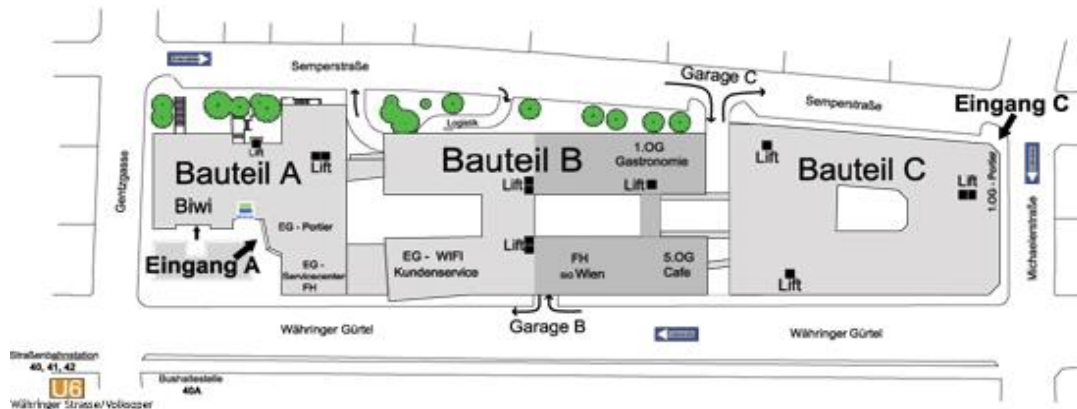 Semperstraße
Garage C
Semperstraße
Eingang C
Gentzgasse
Logistik
Lift
Lift
Bauteil A
Bauteil B
1.OG
Gastronomie
Lift
Lift
Lift
Bauteil C
Lift
1.OG - Portier
Michaelerstraße
Biwi
EG - Portier
Eingang A
EG -
Servicecenter
FH
Lift
EG - WIFI
Kundenservice
FH
BIO Wien
5.OG
Cafe
Lift
Garage B
Währinger Gürtel
Währinger Gürtel
Straßenbahnstation
40, 41, 42
U6
Währinger Strasse/Volksoper
Bushaltestelle
40A